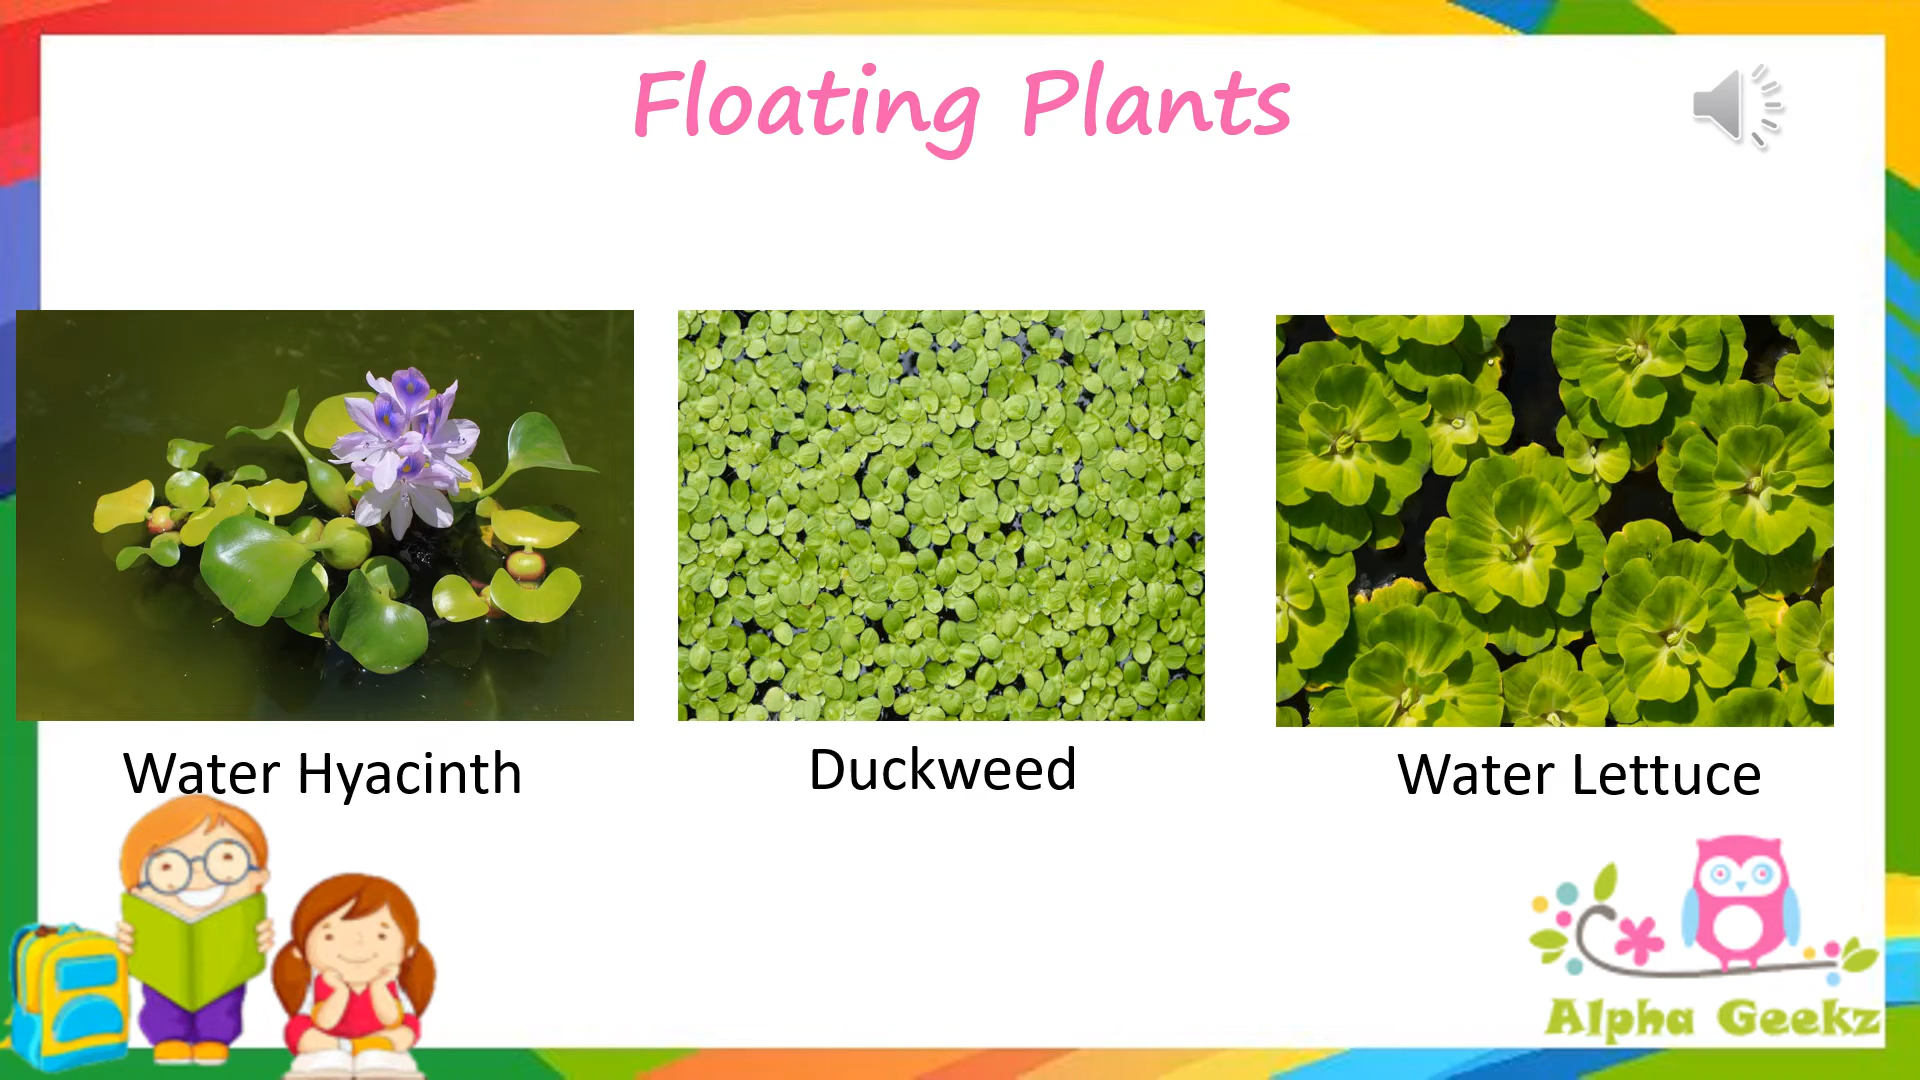 Floating Plants
Water Hyacinth
Duckweed
Water Lettuce
Alpha Geekz